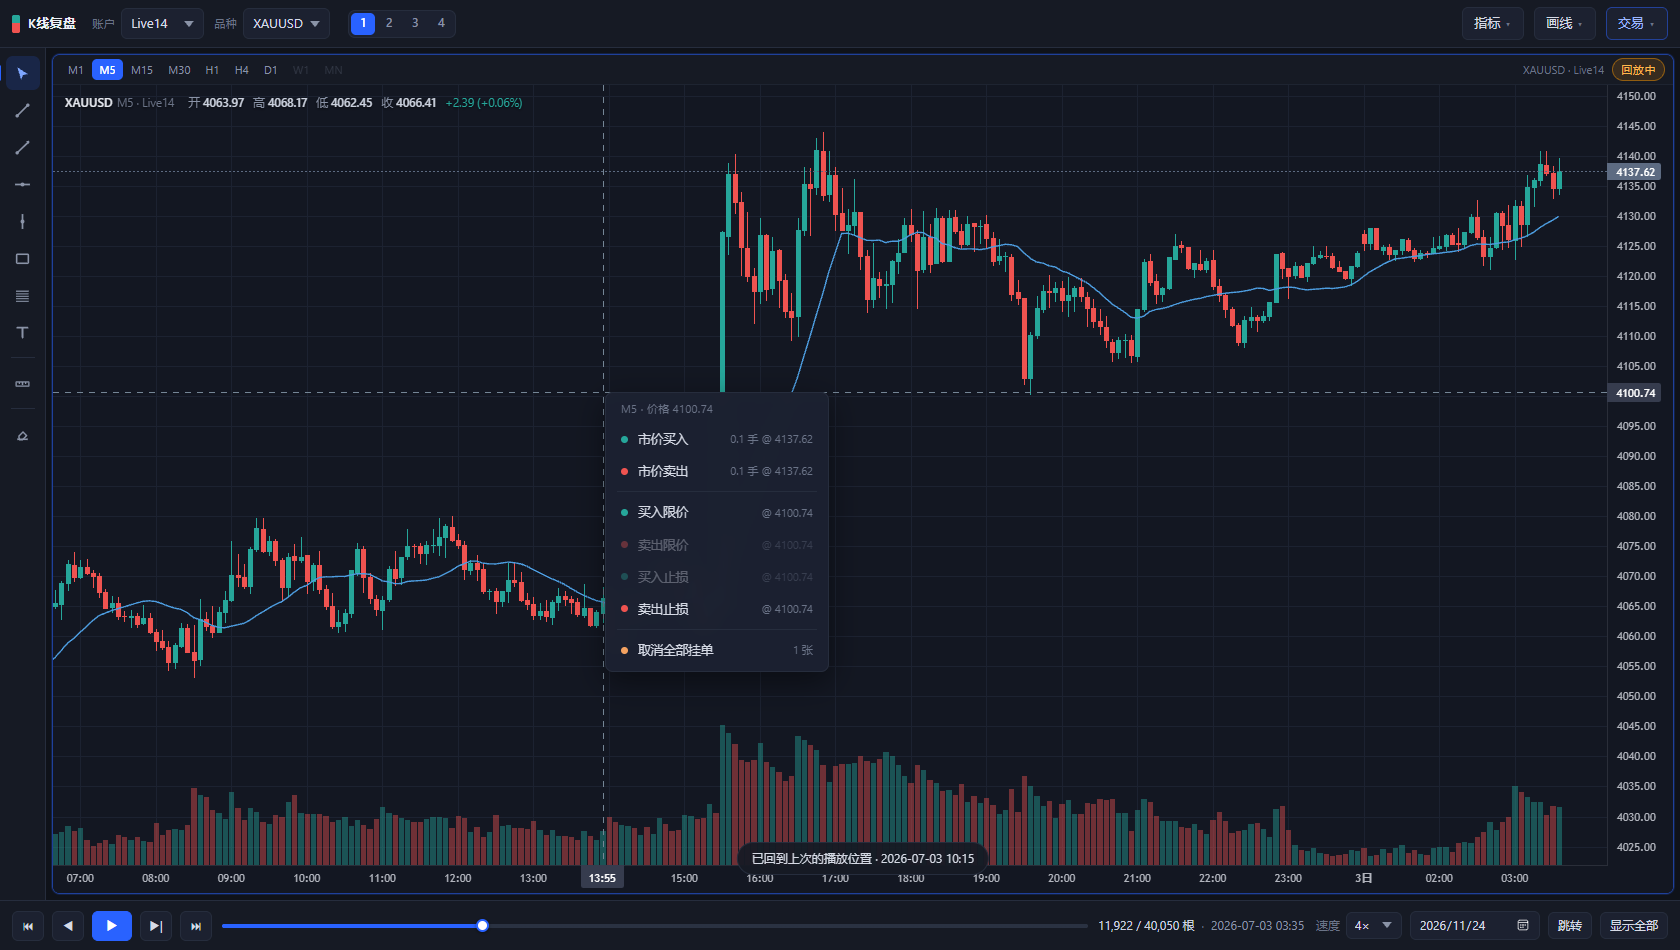 K线复盘 账户 Live14 品种 XAUUSD 1 2 3 4 指标 画线 交易
M1 M5 M15 M30 H1 H4 D1 W1 MN XAUUSD · Live14 回放中
XAUUSD M5 · Live14 开 4063.97 高 4068.17 低 4062.45 收 4066.41 +2.39 (+0.06%)
4150.00
4145.00
4140.00
4137.62
4135.00
4130.00
4125.00
4120.00
4115.00
4110.00
4105.00
4100.74
4095.00
4090.00
4085.00
4080.00
4075.00
4070.00
4065.00
4060.00
4055.00
4050.00
4045.00
4040.00
4035.00
4030.00
4025.00
M5 · 价格 4100.74
市价买入 0.1 手 @ 4137.62
市价卖出 0.1 手 @ 4137.62
买入限价 @ 4100.74
卖出限价 @ 4100.74
买入止损 @ 4100.74
卖出止损 @ 4100.74
取消全部挂单 1 张
已回到上次的播放位置 · 2026-07-03 10:15
07:00 08:00 09:00 10:00 11:00 12:00 13:00 13:55 15:00 16:00 17:00 18:00 19:00 20:00 21:00 22:00 23:00 3日 02:00 03:00
11,922 / 40,050 根 · 2026-07-03 03:35 速度 4× 2026/11/24 跳转 显示全部